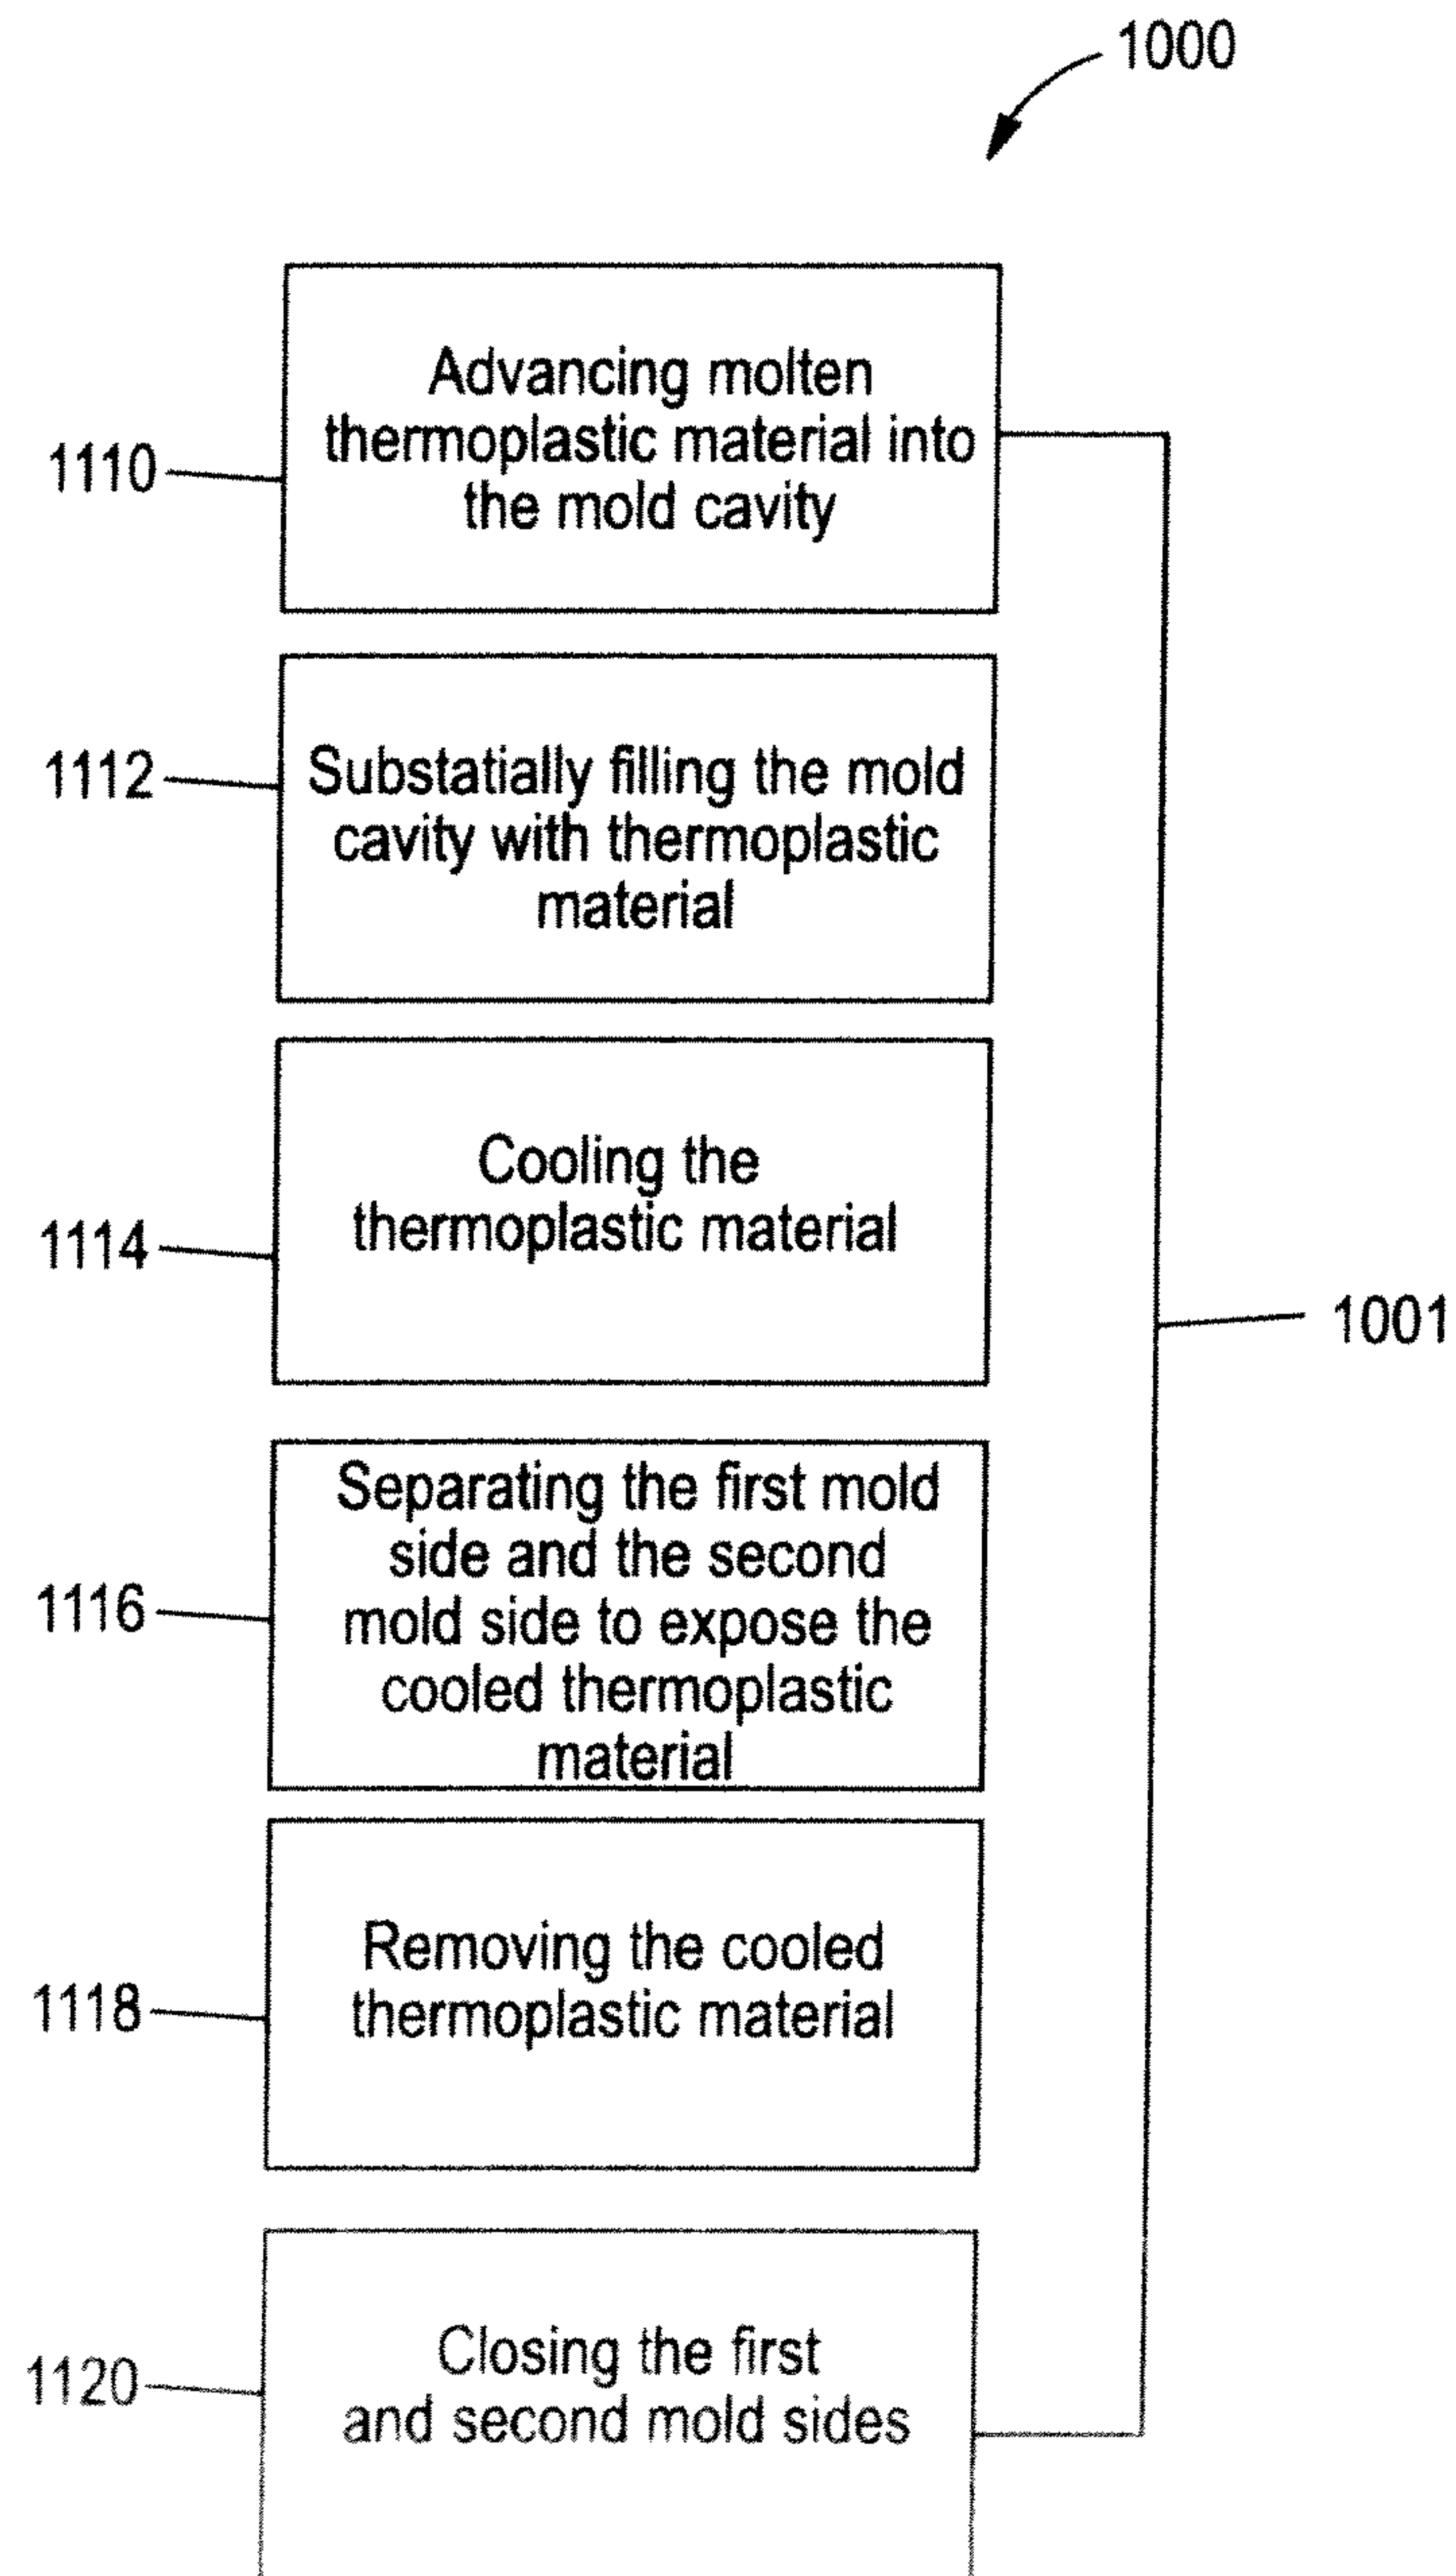 1000
Advancing molten
thermoplastic material into
the mold cavity
1110
Substatially filling the mold
cavity with thermoplastic
material
1112
Cooling the
thermoplastic material
1114
1001
Separating the first mold
side and the second
mold side to expose the
cooled thermoplastic
material
1116
Removing the cooled
thermoplastic material
1118
Closing the first
and second mold sides
1120